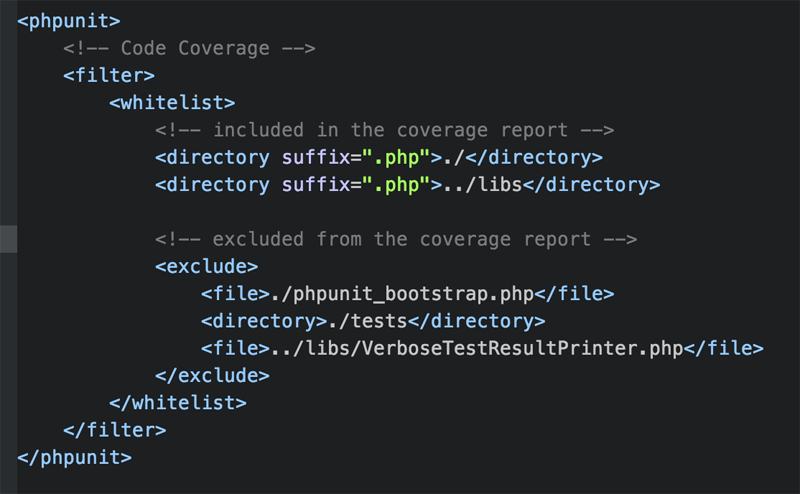 <phpunit>
    <!-- Code Coverage -->
    <filter>
        <whitelist>
            <!-- included in the coverage report -->
            <directory suffix=".php">./</directory>
            <directory suffix=".php">../libs</directory>

            <!-- excluded from the coverage report -->
            <exclude>
                <file>./phpunit_bootstrap.php</file>
                <directory>./tests</directory>
                <file>../libs/VerboseTestResultPrinter.php</file>
            </exclude>
        </whitelist>
    </filter>
</phpunit>